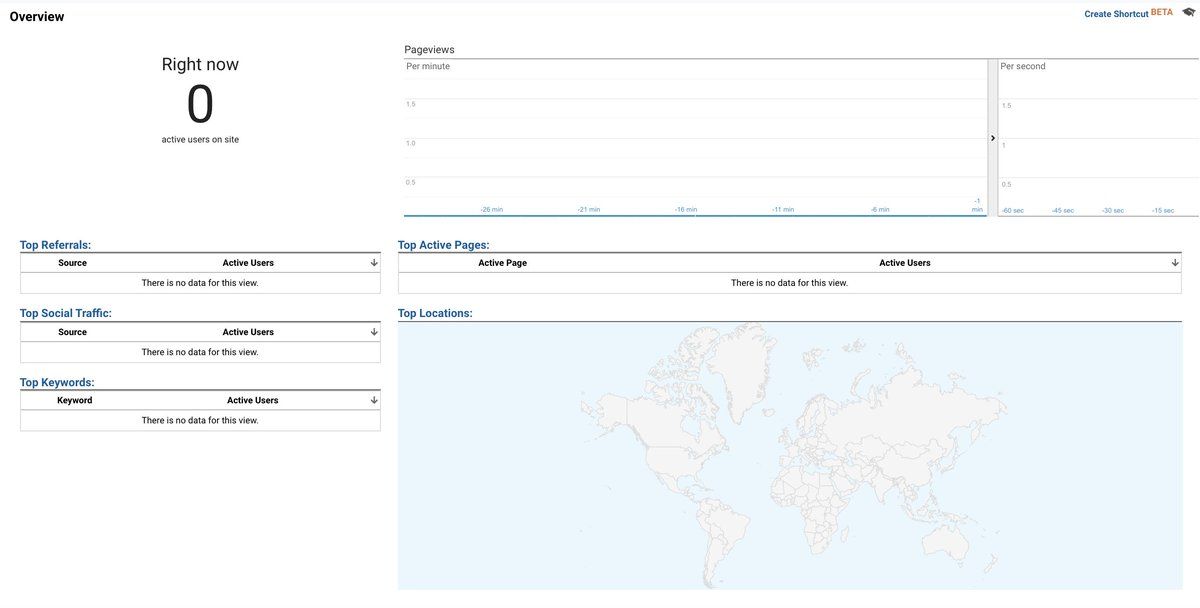 Overview
Create Shortcut BETA
Right now
0
active users on site
Pageviews
Per minute
1.5
1.0
0.5
-26 min
-21 min
-16 min
-11 min
-6 min
-1
min
Per second
1.5
1
0.5
-60 sec
-45 sec
-30 sec
-15 sec
Top Referrals:
Source Active Users
There is no data for this view.
Top Active Pages:
Active Page Active Users
There is no data for this view.
Top Social Traffic:
Source Active Users
There is no data for this view.
Top Keywords:
Keyword Active Users
There is no data for this view.
Top Locations: